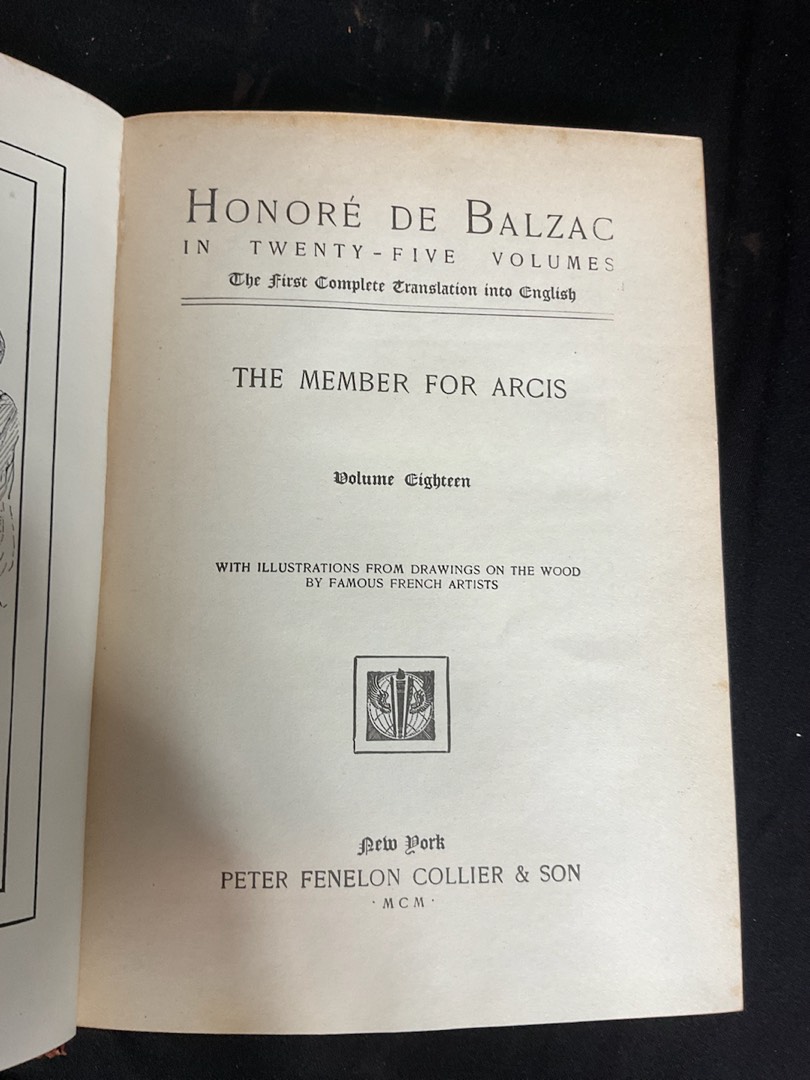 HONORÉ DE BALZAC
IN TWENTY-FIVE VOLUMES
The First Complete Translation into English
THE MEMBER FOR ARCIS
Volume Eighteen
WITH ILLUSTRATIONS FROM DRAWINGS ON THE WOOD
BY FAMOUS FRENCH ARTISTS
New York
PETER FENELON COLLIER & SON
· MCM ·